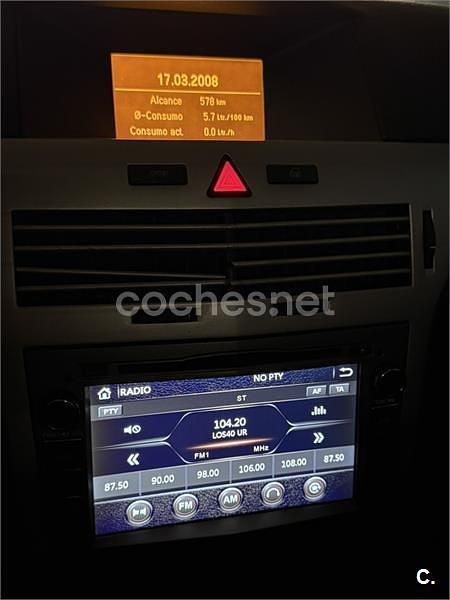 17.03.2008
Alcance 578 km
Ø-Consumo 5.7 Ltr/100 km
Consumo act. 0.0 Ltr/h
coches.net
RADIO NO PTY
PTY ST AF TA
104.20
LOS40 UR
FM1 MHz
87.50 90.00 98.00 106.00 108.00 87.50
FM AM
C.